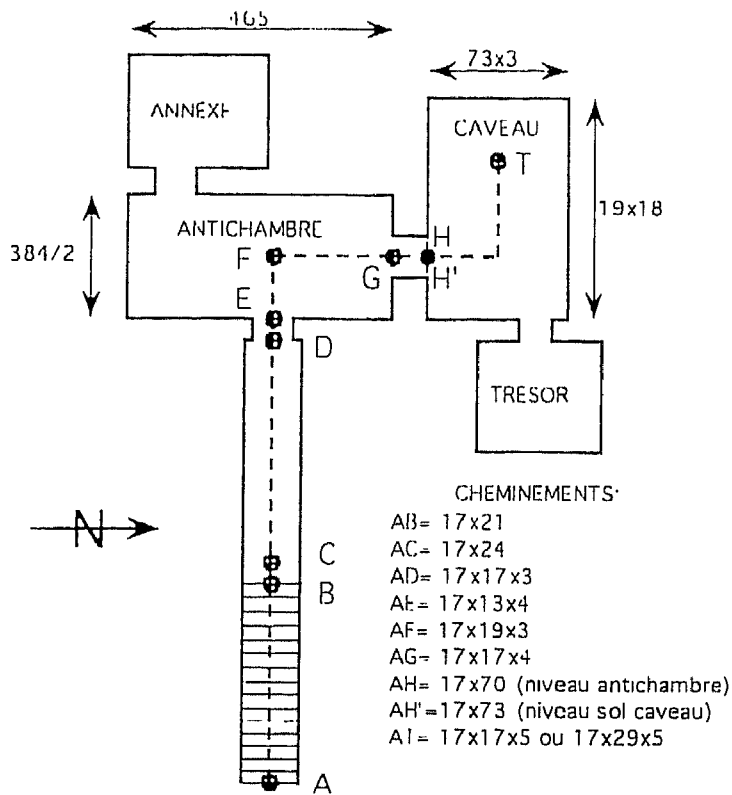 465
73x3
ANNEXE
CAVEAU
T
19x18
ANTICHAMBRE
384/2
F
H
G
H'
E
D
TRESOR
CHEMINEMENTS:
N
AB= 17x21
C
AC= 17x24
B
AD= 17x17x3
AE= 17x13x4
AF= 17x19x3
AG= 17x17x4
AH= 17x70 (niveau antichambre)
AH'=17x73 (niveau sol caveau)
AT= 17x17x5 ou 17x29x5
A